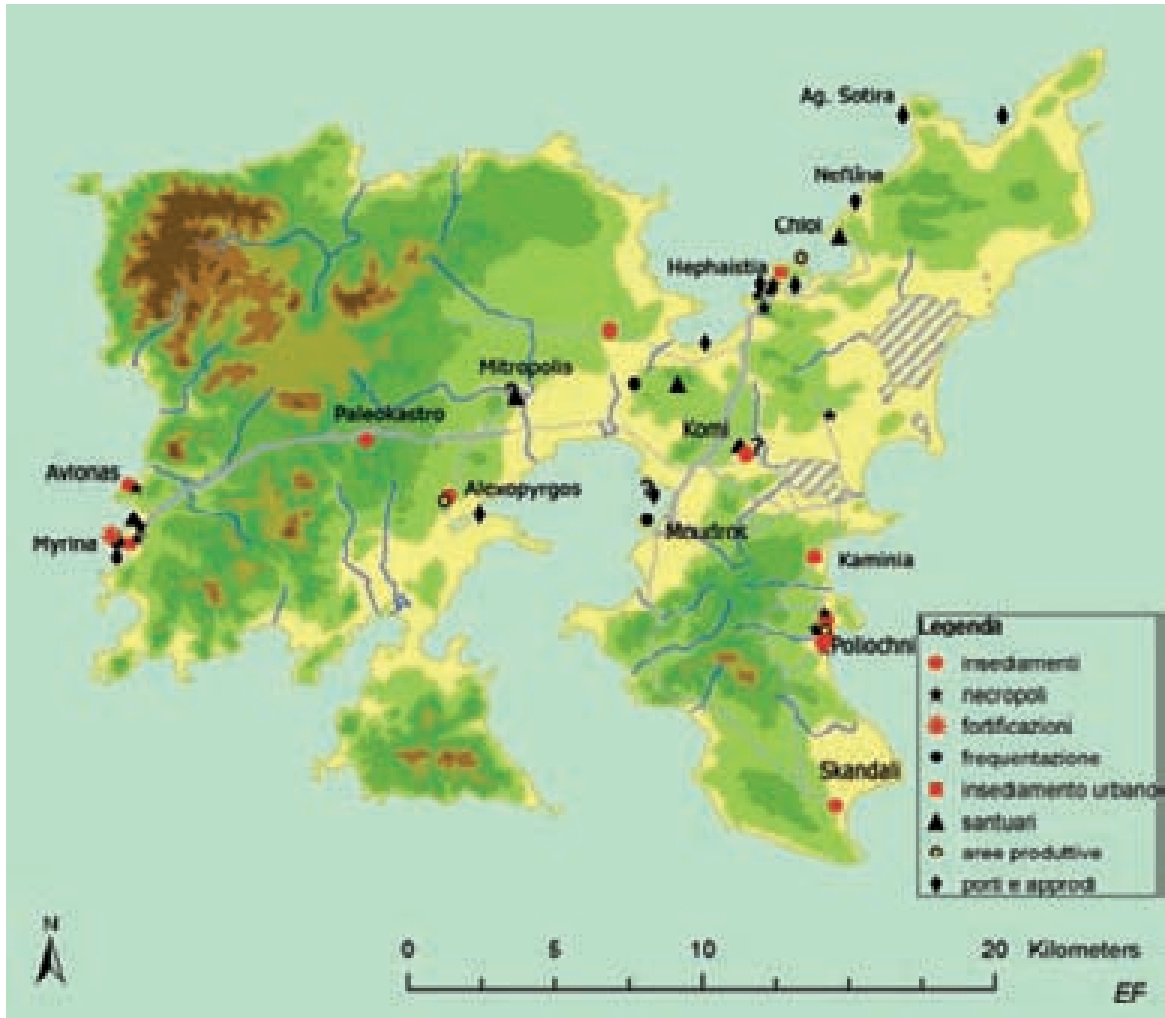 Ag. Sotira
Neftina
Chloi
Hephaistia
Mitropolis
?
Paleokastro
Komi
?
Avlonas
Alexopyrgos
?
Myrina
Moudros
Kaminia
Poliochni
Skandali
Legenda
insediamenti
necropoli
fortificazioni
frequentazione
insediamento urbano
santuari
aree produttive
porti e approdi
N
0 5 10 20 Kilometers
EF